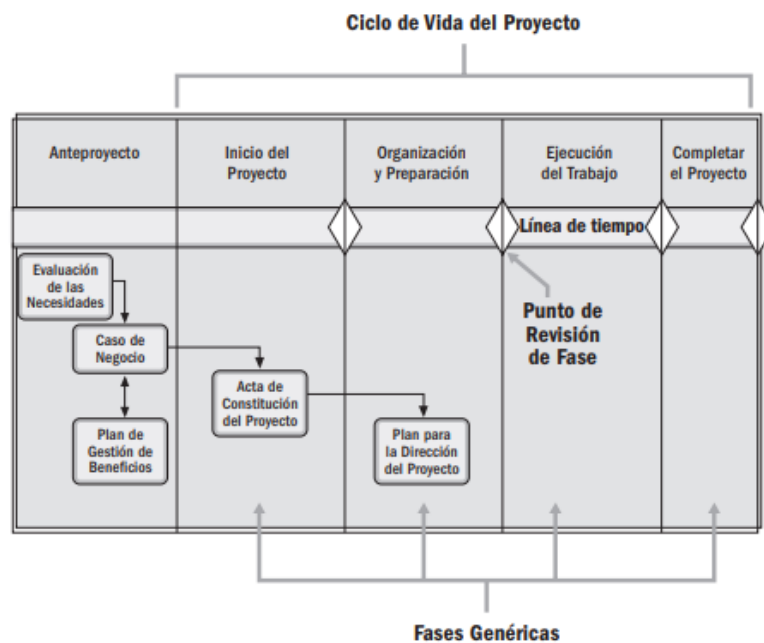 Ciclo de Vida del Proyecto
Anteproyecto
Inicio del
Proyecto
Organización
y Preparación
Ejecución
del Trabajo
Completar
el Proyecto
Línea de tiempo
Evaluación
de las
Necesidades
Caso de
Negocio
Plan de
Gestión de
Beneficios
Acta de
Constitución
del Proyecto
Plan para
la Dirección
del Proyecto
Punto de
Revisión
de Fase
Fases Genéricas